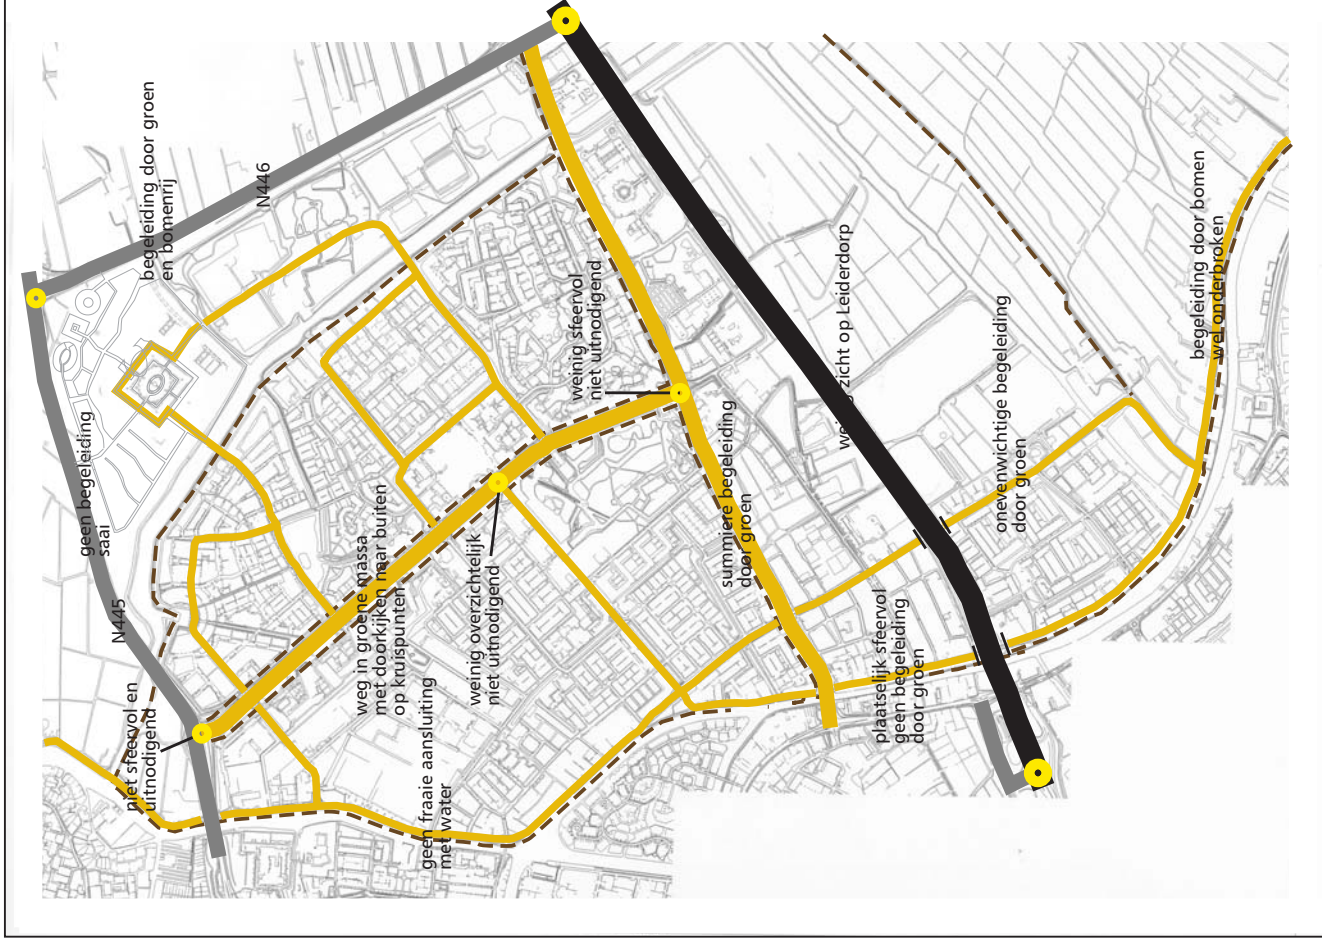 begeleiding door groen
en bomenrij
N446
geen begeleiding
saai
N445
niet sfeervol en
uitnodigend
weg in groene massa
met doorkijken naar buiten
op kruispunten
geen fraaie aansluiting
met water
weinig overzichtelijk
niet uitnodigend
weinig sfeervol
niet uitnodigend
summiere begeleiding
door groen
weinig zicht op Leiderdorp
plaatselijk sfeervol
geen begeleiding
door groen
onevenwichtige begeleiding
door groen
begeleiding door bomen
wel onderbroken